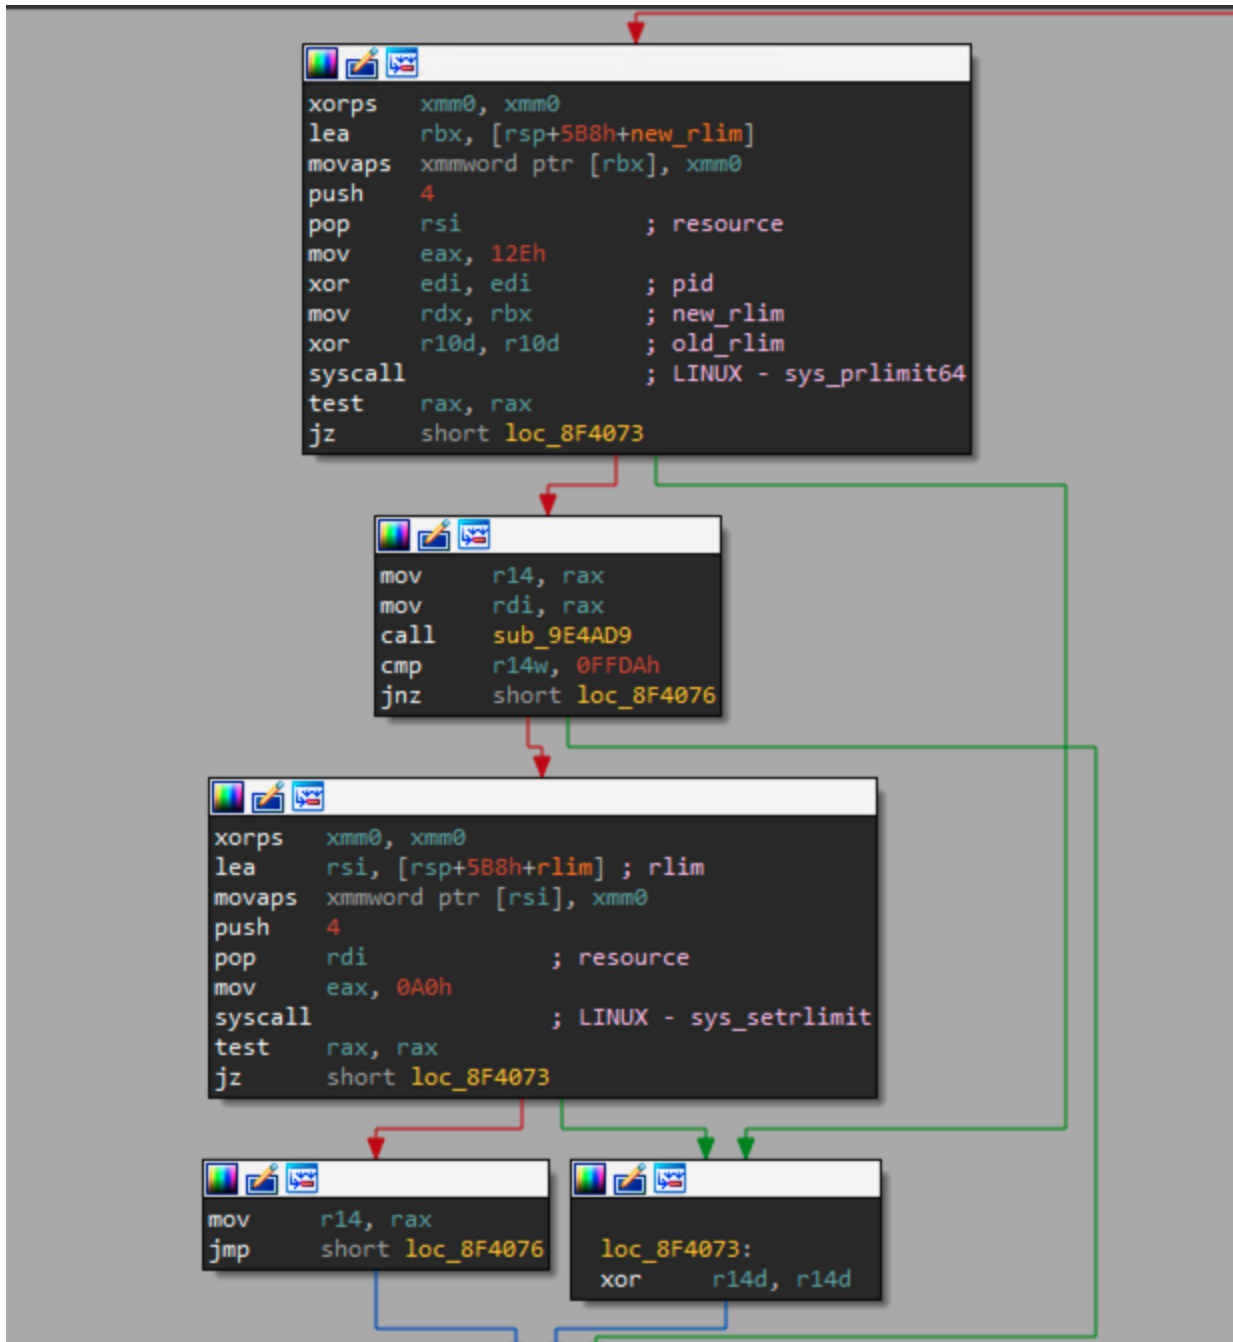 xorps xmm0, xmm0
lea rbx, [rsp+5B8h+new_rlim]
movaps xmmword ptr [rbx], xmm0
push 4
pop rsi ; resource
mov eax, 12Eh
xor edi, edi ; pid
mov rdx, rbx ; new_rlim
xor r10d, r10d ; old_rlim
syscall ; LINUX - sys_prlimit64
test rax, rax
jz short loc_8F4073
mov r14, rax
mov rdi, rax
call sub_9E4AD9
cmp r14w, 0FFDAh
jnz short loc_8F4076
xorps xmm0, xmm0
lea rsi, [rsp+5B8h+rlim] ; rlim
movaps xmmword ptr [rsi], xmm0
push 4
pop rdi ; resource
mov eax, 0A0h
syscall ; LINUX - sys_setrlimit
test rax, rax
jz short loc_8F4073
mov r14, rax
jmp short loc_8F4076
loc_8F4073:
xor r14d, r14d